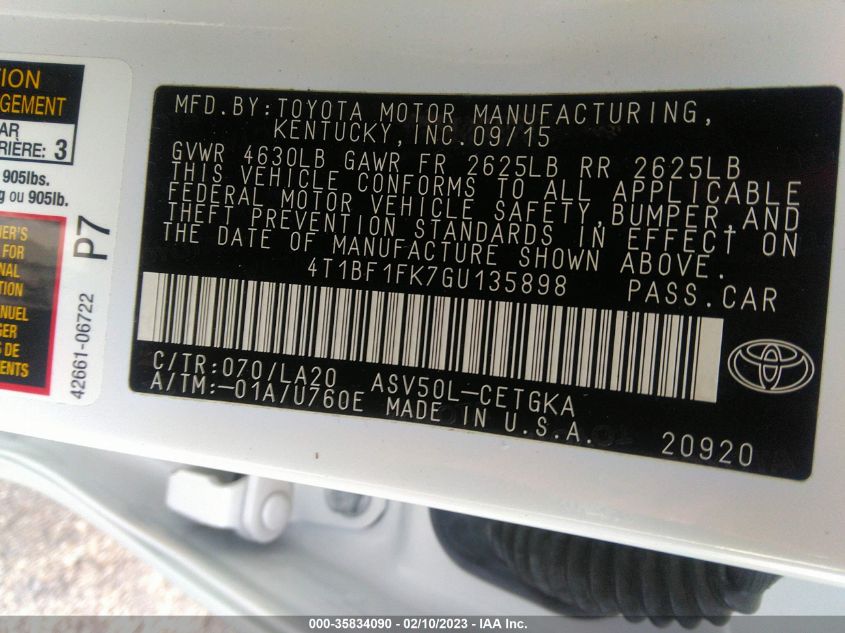 TION
GEMENT
AR
RIÈRE: 3
905lbs.
g ou 905lb.
ER'S
FOR
NAL
TION
ANUEL
GER
S DE
MENTS
P7
42661-06722
MFD.BY:TOYOTA MOTOR MANUFACTURING,
KENTUCKY,INC.09/15
GVWR 4630LB GAWR FR 2625LB RR 2625LB
THIS VEHICLE CONFORMS TO ALL APPLICABLE
FEDERAL MOTOR VEHICLE SAFETY,BUMPER,AND
THEFT PREVENTION STANDARDS IN EFFECT ON
THE DATE OF MANUFACTURE SHOWN ABOVE.
4T1BF1FK7GU135898 PASS.CAR
C/TR:070/LA20 ASV50L-CETGKA
A/TM:-01A/U760E MADE IN U.S.A.
20920
000-35834090 — 02/10/2023 — IAA Inc.